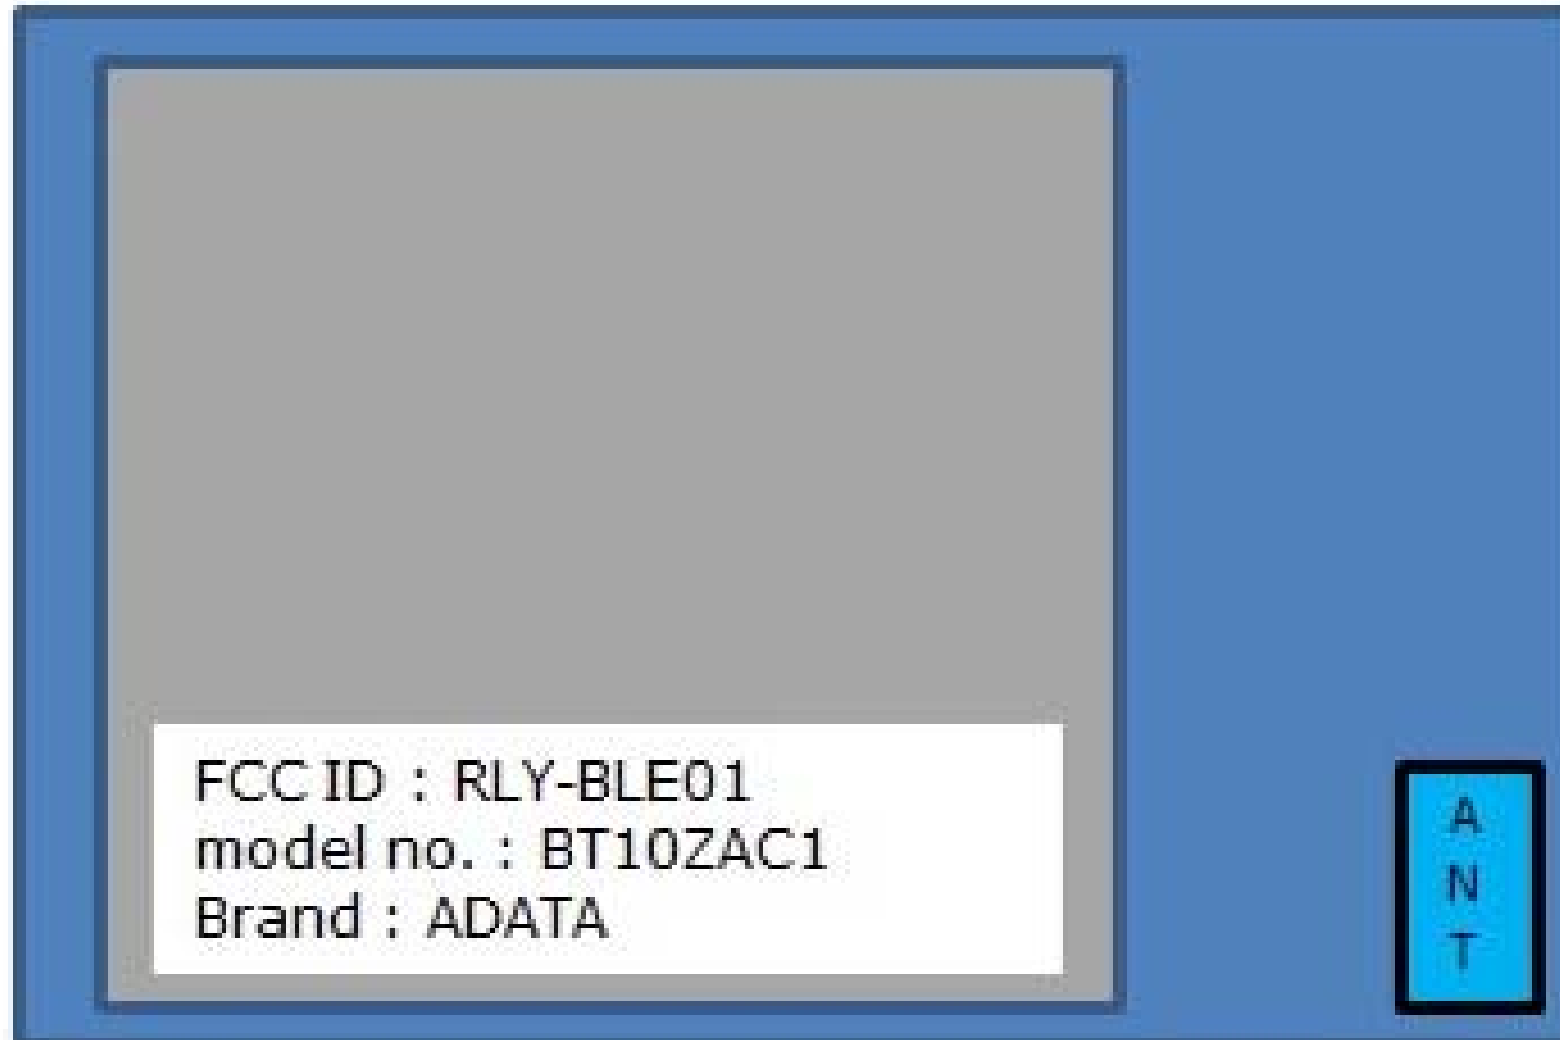 FCC ID : RLY-BLE01
model no. : BT10ZAC1
Brand : ADATA
A
N
T